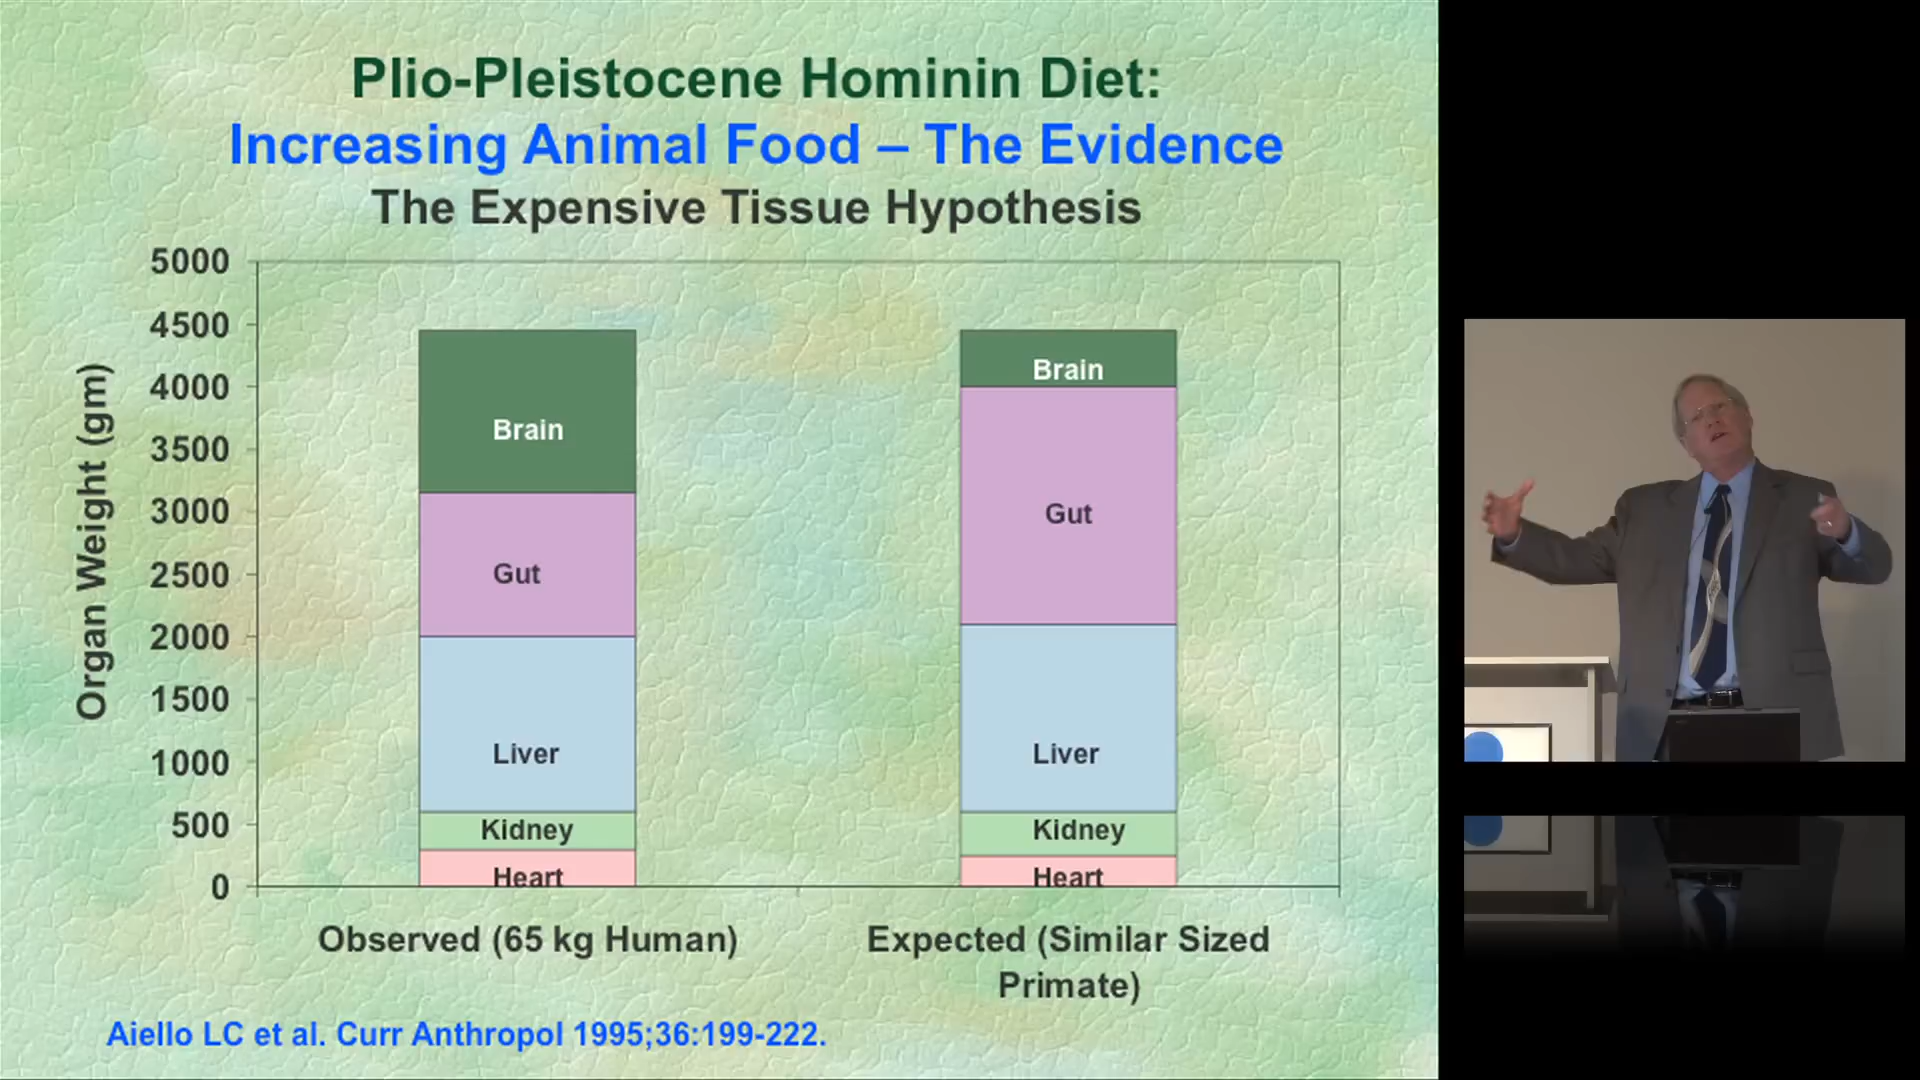 Plio-Pleistocene Hominin Diet:
Increasing Animal Food – The Evidence
The Expensive Tissue Hypothesis
Organ Weight (gm)
5000
4500
4000
3500
3000
2500
2000
1500
1000
500
0
Brain
Gut
Liver
Kidney
Heart
Brain
Gut
Liver
Kidney
Heart
Observed (65 kg Human)
Expected (Similar Sized
Primate)
Aiello LC et al. Curr Anthropol 1995;36:199-222.